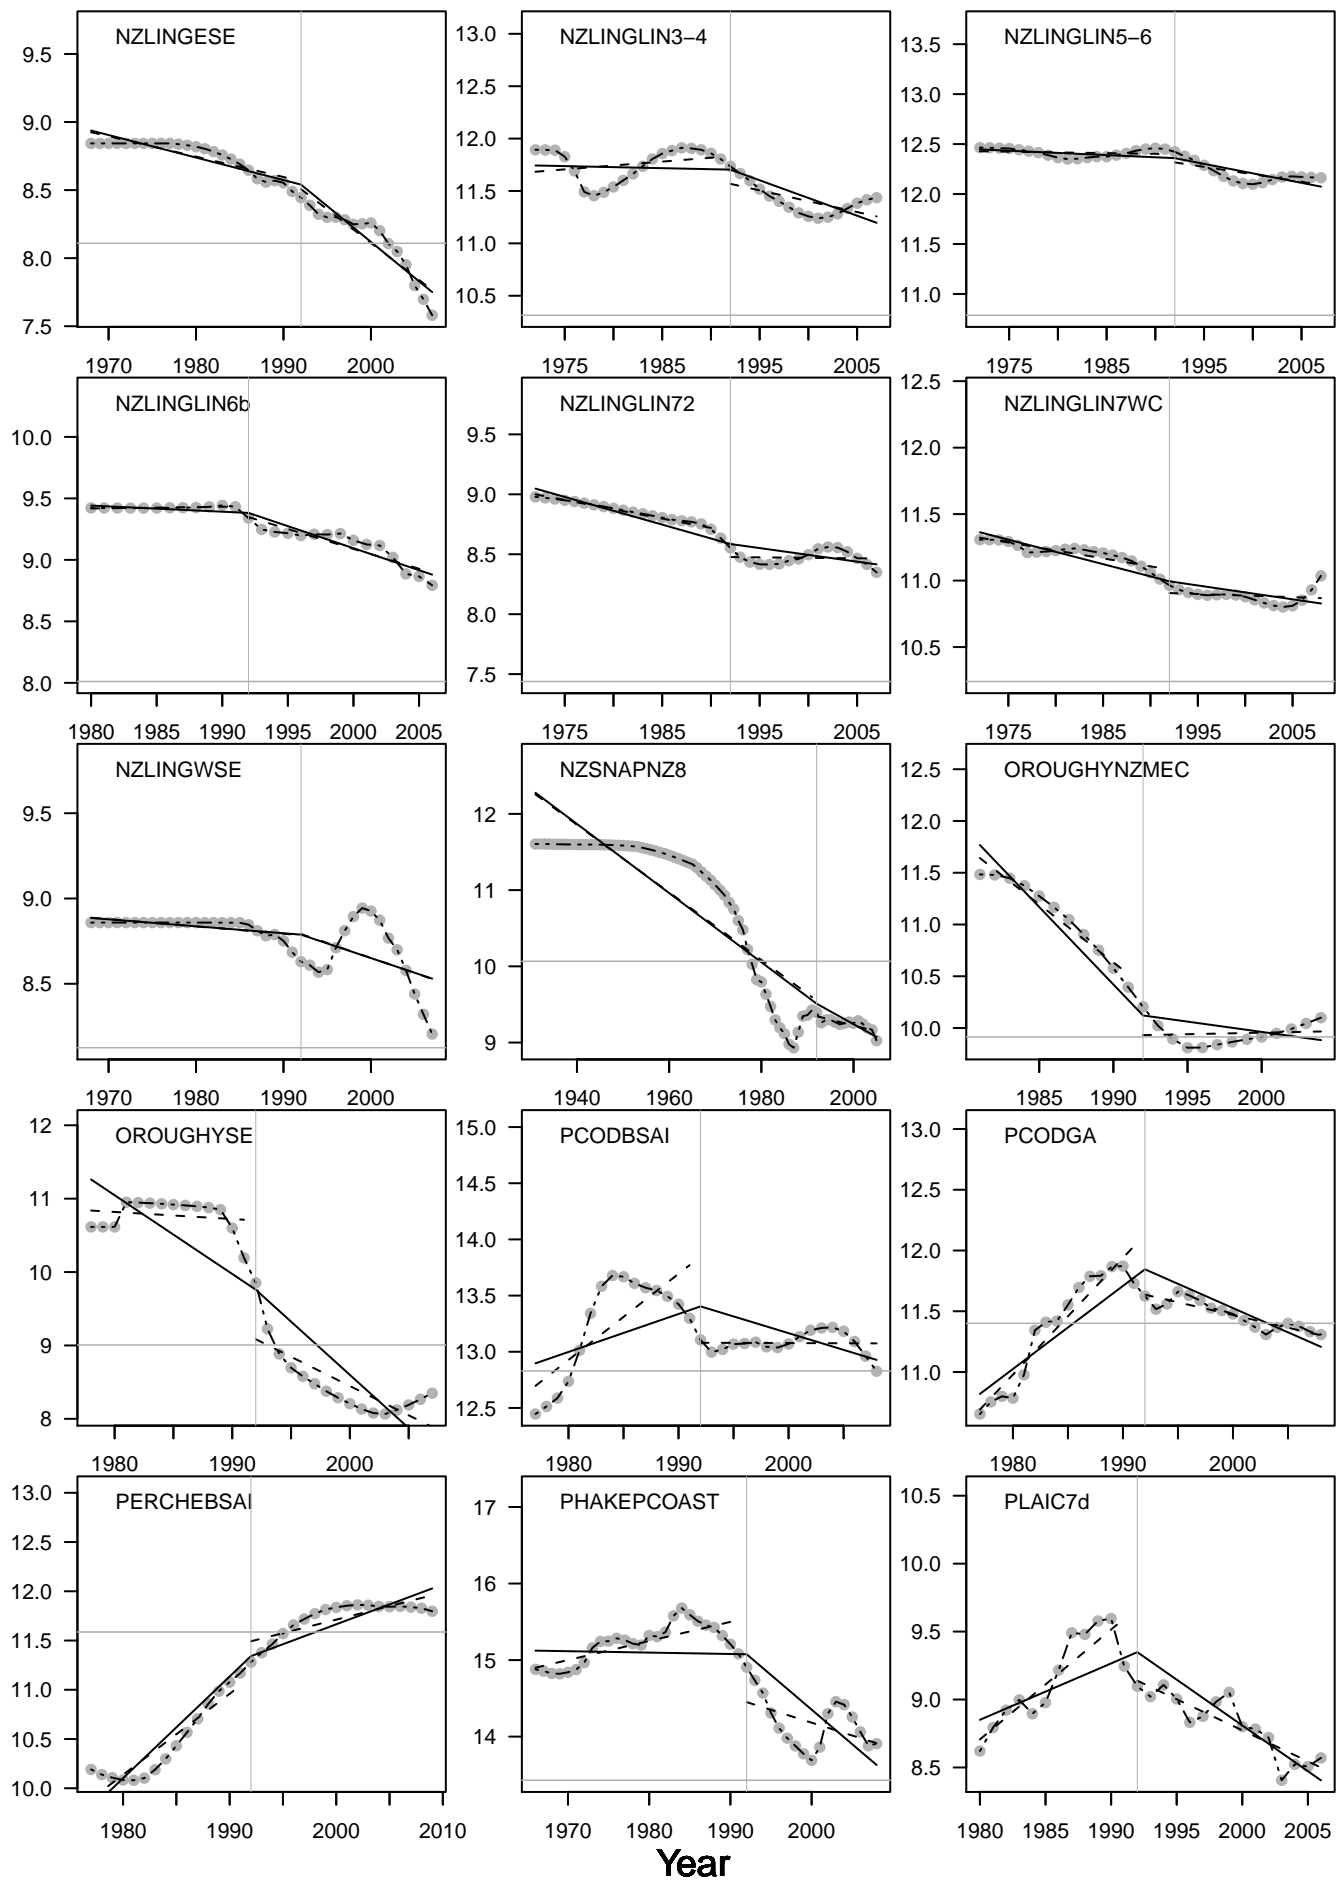 NZLINGESE
9.5
9.0
8.5
8.0
7.5
1970 1980 1990 2000
NZLINGLIN3−4
13.0
12.5
12.0
11.5
11.0
10.5
1975 1985 1995 2005
NZLINGLIN5−6
13.5
13.0
12.5
12.0
11.5
11.0
1975 1985 1995 2005
NZLINGLIN6b
10.0
9.5
9.0
8.5
8.0
1980 1985 1990 1995 2000 2005
NZLINGLIN72
9.5
9.0
8.5
8.0
7.5
1975 1985 1995 2005
NZLINGLIN7WC
12.5
12.0
11.5
11.0
10.5
1975 1985 1995 2005
NZLINGWSE
9.5
9.0
8.5
1970 1980 1990 2000
NZSNAPNZ8
12
11
10
9
1940 1960 1980 2000
OROUGHYNZMEC
12.5
12.0
11.5
11.0
10.5
10.0
1985 1990 1995 2000
OROUGHYSE
12
11
10
9
8
1980 1990 2000
PCODBSAI
15.0
14.5
14.0
13.5
13.0
12.5
1980 1990 2000
PCODGA
13.0
12.5
12.0
11.5
11.0
1980 1990 2000
PERCHEBSAI
13.0
12.5
12.0
11.5
11.0
10.5
10.0
1980 1990 2000 2010
PHAKEPCOAST
17
16
15
14
1970 1980 1990 2000
PLAIC7d
10.5
10.0
9.5
9.0
8.5
1980 1985 1990 1995 2000 2005
Year